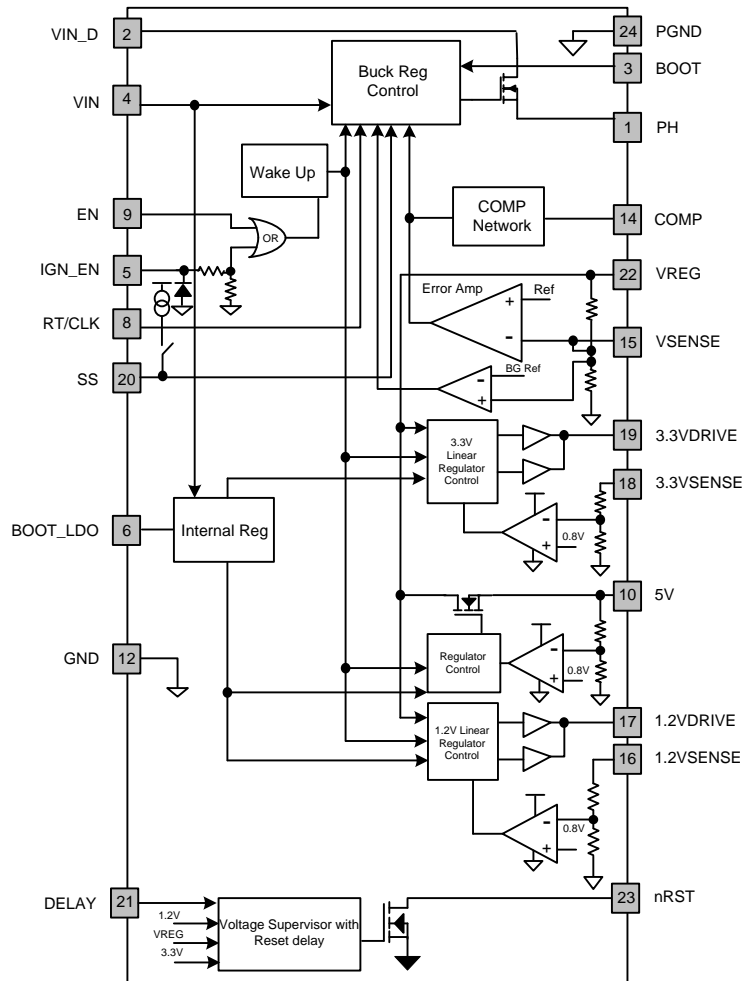 VIN_D
2
24
PGND
Buck Reg
Control
3
BOOT
VIN
4
1
PH
Wake Up
EN
9
OR
COMP
Network
14
COMP
IGN_EN
5
22
VREG
Error Amp
+
Ref
RT/CLK
8
-
15
VSENSE
SS
20
-
BG Ref
+
3.3V
Linear
Regulator
Control
19
3.3VDRIVE
18
3.3VSENSE
-
0.8V
+
BOOT_LDO
6
Internal Reg
10
5V
Regulator
Control
-
0.8V
+
GND
12
1.2V Linear
Regulator
Control
17
1.2VDRIVE
16
1.2VSENSE
-
0.8V
+
DELAY
21
1.2V
VREG
3.3V
Voltage Supervisor with
Reset delay
23
nRST